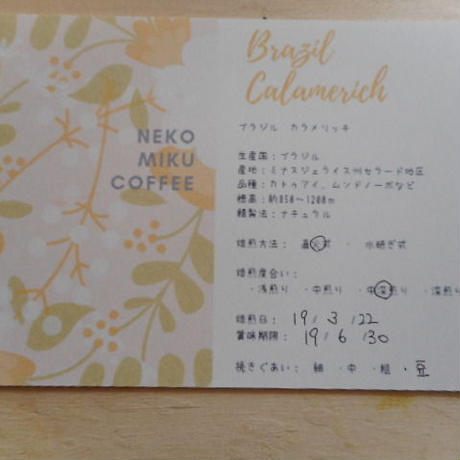 Brazil
Calamerich
NEKO
MIKU
COFFEE
ブラジル カラメリッチ
生産国：ブラジル
産地：ミナスジェライス州セラード地区
品種：カトゥアイ、ムンドノーボなど
標高：約850〜1200m
精製法：ナチュラル
焙煎方法： 直火式 ・ 水研ぎ式
焙煎度合い：
・浅煎り ・中煎り ・中深煎り ・深煎り
焙煎日： 19 / 3 / 22
賞味期限： 19 / 6 / 30
挽きぐあい： 細 ・中 ・粗 ・豆